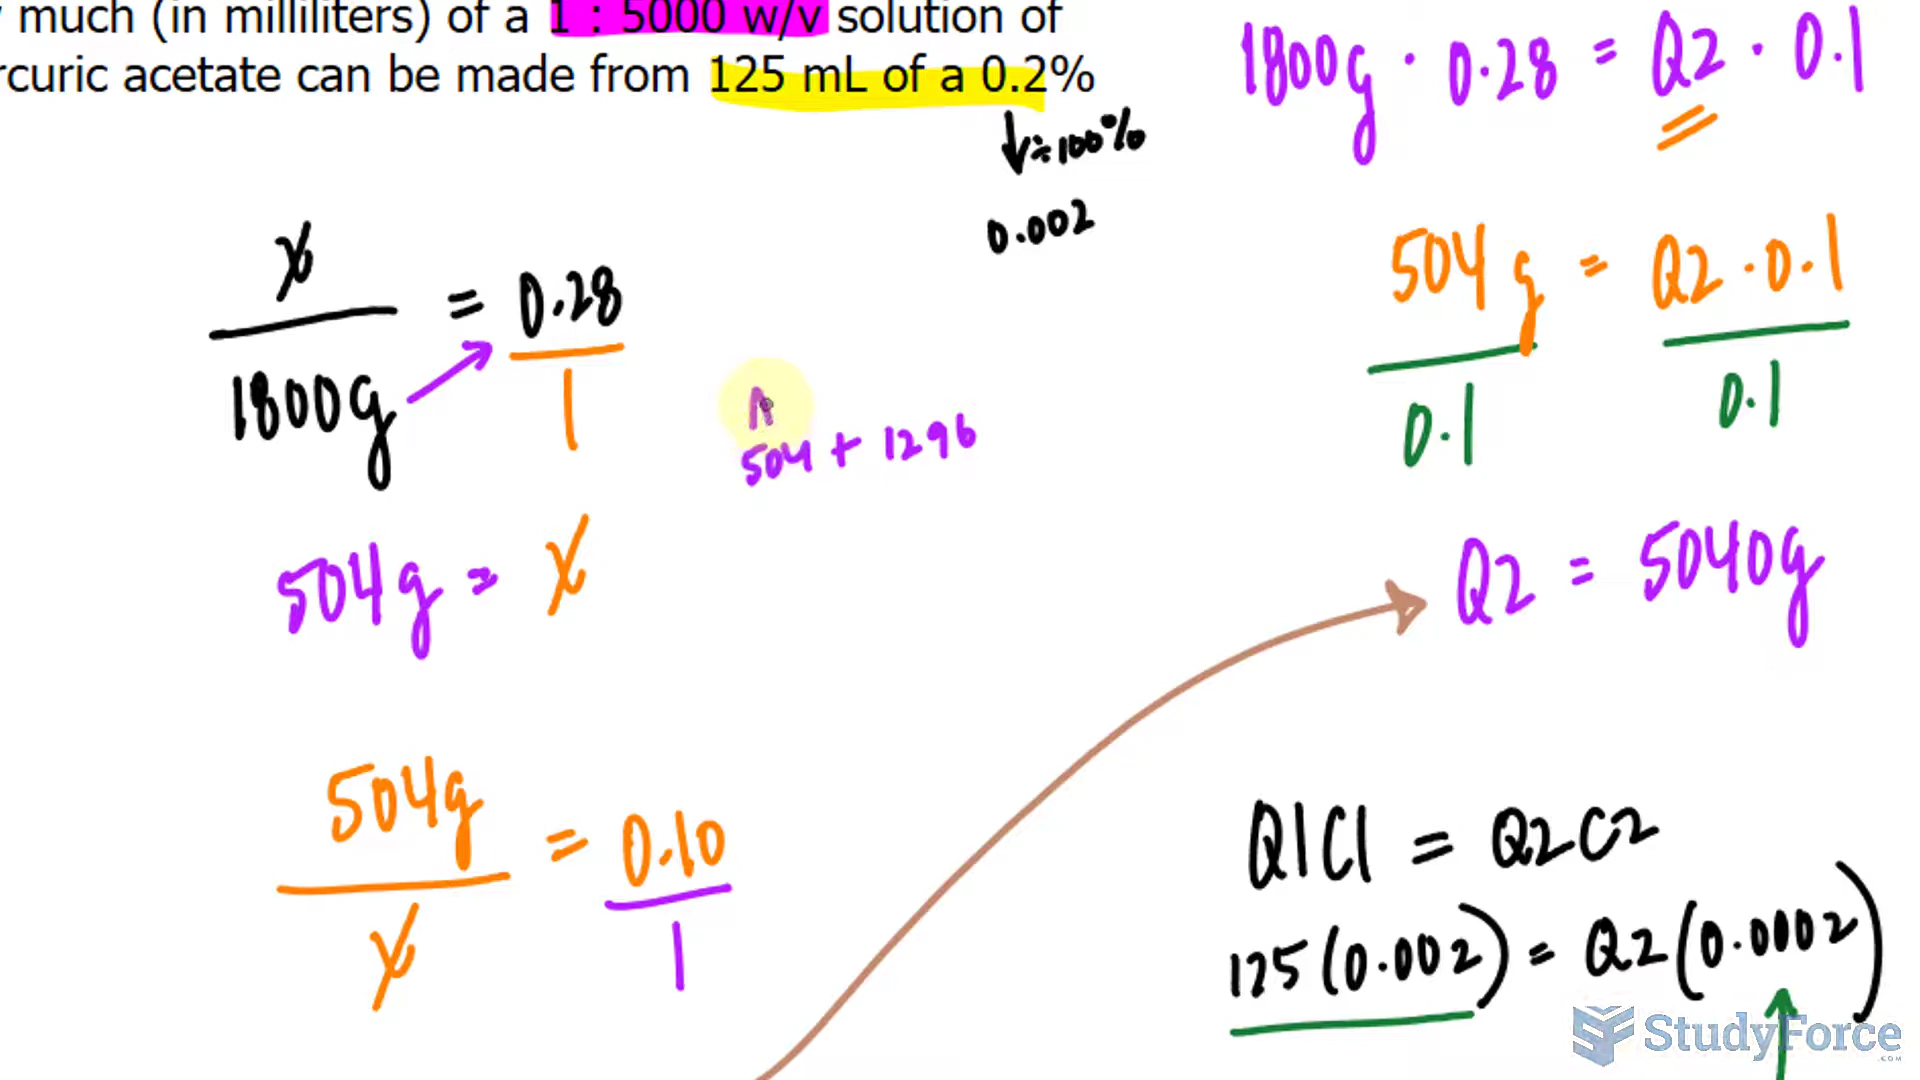 much (in milliliters) of a 1 : 5000 w/v solution of
rcuric acetate can be made from 125 mL of a 0.2%
÷100%
0.002
x
= 0.28
1800g
1
504 + 1296
504g = x
504g
= 0.10
x
1
1800g · 0.28 = Q2 · 0.1
504g = Q2 · 0.1
0.1
0.1
Q2 = 5040g
Q1C1 = Q2C2
125(0.002) = Q2(0.0002)
StudyForce
.COM